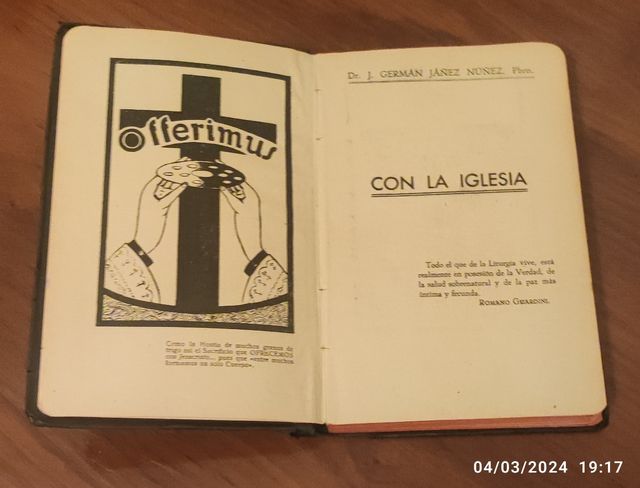 Offerimus
Como la Hostia de muchos granos de
trigo así el Sacrificio que OFRECEMOS
con Jesucristo... pues que «entre muchos
formamos un solo Cuerpo».
Dr. J. GERMÁN JÁÑEZ NÚÑEZ, Pbro.
CON LA IGLESIA
Todo el que de la Liturgia vive, está
realmente en posesión de la Verdad, de
la salud sobrenatural y de la paz más
íntima y fecunda.
ROMANO GUARDINI.
04/03/2024 19:17